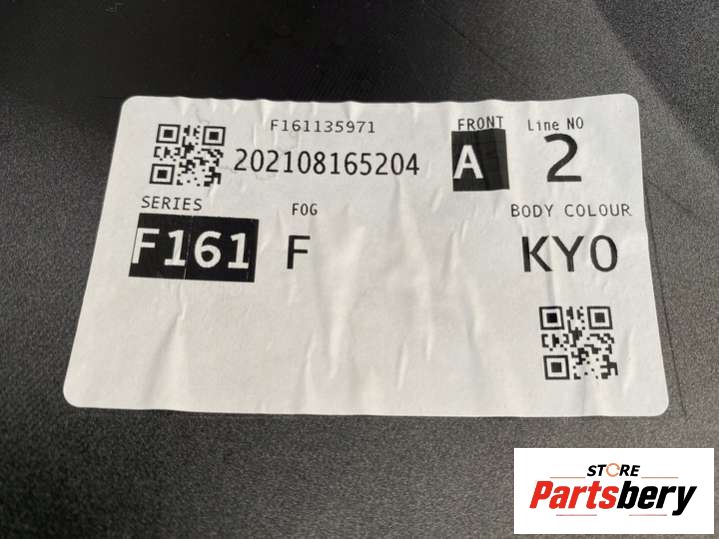 F161135971
202108165204
FRONT
A
Line NO
2
SERIES
F161
FOG
F
BODY COLOUR
KY0
STORE
Partsbery